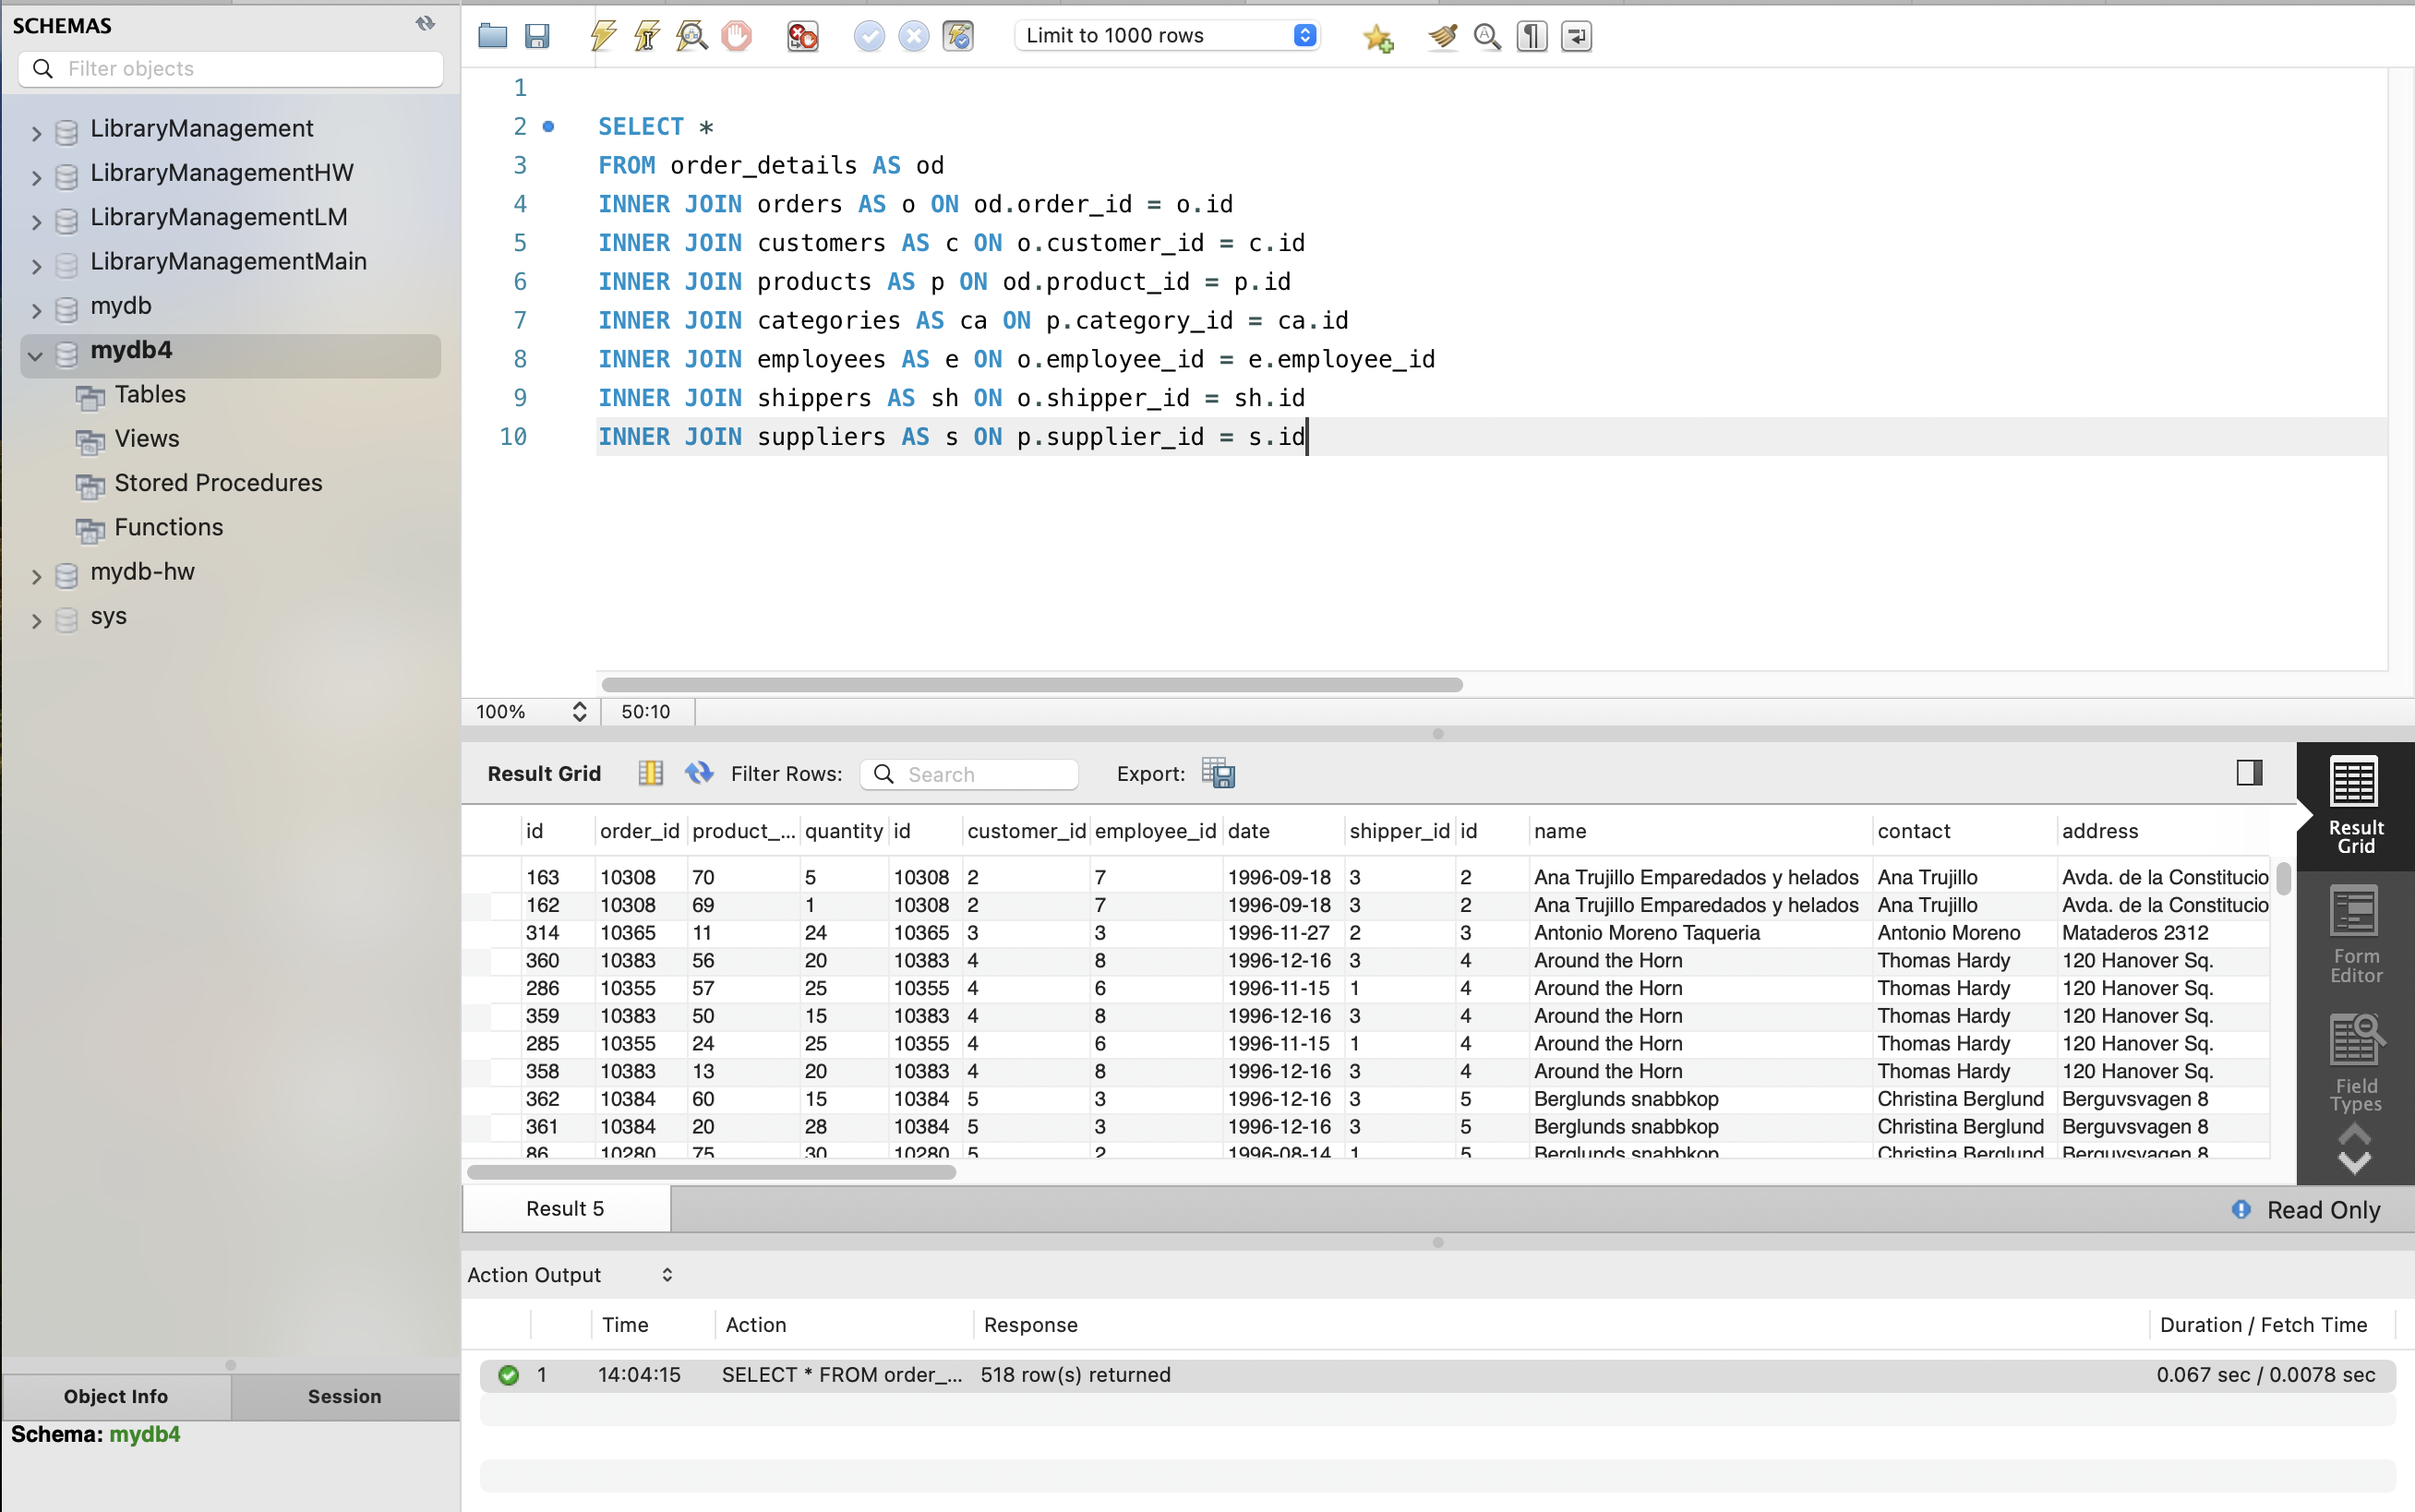 SCHEMAS
Filter objects
LibraryManagement
LibraryManagementHW
LibraryManagementLM
LibraryManagementMain
mydb
mydb4
Tables
Views
Stored Procedures
Functions
mydb-hw
sys
Object Info Session
Schema: mydb4
Limit to 1000 rows
1
2 SELECT *
3 FROM order_details AS od
4 INNER JOIN orders AS o ON od.order_id = o.id
5 INNER JOIN customers AS c ON o.customer_id = c.id
6 INNER JOIN products AS p ON od.product_id = p.id
7 INNER JOIN categories AS ca ON p.category_id = ca.id
8 INNER JOIN employees AS e ON o.employee_id = e.employee_id
9 INNER JOIN shippers AS sh ON o.shipper_id = sh.id
10 INNER JOIN suppliers AS s ON p.supplier_id = s.id
100% 50:10
Result Grid Filter Rows: Search Export:
id order_id product_... quantity id customer_id employee_id date shipper_id id name contact address
163 10308 70 5 10308 2 7 1996-09-18 3 2 Ana Trujillo Emparedados y helados Ana Trujillo Avda. de la Constitucio
162 10308 69 1 10308 2 7 1996-09-18 3 2 Ana Trujillo Emparedados y helados Ana Trujillo Avda. de la Constitucio
314 10365 11 24 10365 3 3 1996-11-27 2 3 Antonio Moreno Taqueria Antonio Moreno Mataderos 2312
360 10383 56 20 10383 4 8 1996-12-16 3 4 Around the Horn Thomas Hardy 120 Hanover Sq.
286 10355 57 25 10355 4 6 1996-11-15 1 4 Around the Horn Thomas Hardy 120 Hanover Sq.
359 10383 50 15 10383 4 8 1996-12-16 3 4 Around the Horn Thomas Hardy 120 Hanover Sq.
285 10355 24 25 10355 4 6 1996-11-15 1 4 Around the Horn Thomas Hardy 120 Hanover Sq.
358 10383 13 20 10383 4 8 1996-12-16 3 4 Around the Horn Thomas Hardy 120 Hanover Sq.
362 10384 60 15 10384 5 3 1996-12-16 3 5 Berglunds snabbkop Christina Berglund Berguvsvagen 8
361 10384 20 28 10384 5 3 1996-12-16 3 5 Berglunds snabbkop Christina Berglund Berguvsvagen 8
86 10280 75 30 10280 5 2 1996-08-14 1 5 Berglunds snabbkop Christina Berglund Berguvsvagen 8
Result
Grid
Form
Editor
Field
Types
Result 5 Read Only
Action Output
Time Action Response Duration / Fetch Time
1 14:04:15 SELECT * FROM order_... 518 row(s) returned 0.067 sec / 0.0078 sec